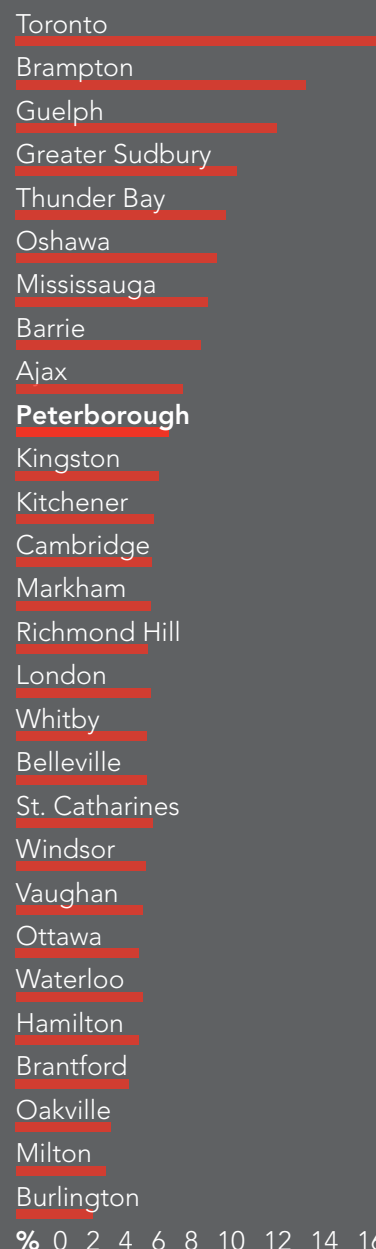 Toronto
Brampton
Guelph
Greater Sudbury
Thunder Bay
Oshawa
Mississauga
Barrie
Ajax
Peterborough
Kingston
Kitchener
Cambridge
Markham
Richmond Hill
London
Whitby
Belleville
St. Catharines
Windsor
Vaughan
Ottawa
Waterloo
Hamilton
Brantford
Oakville
Milton
Burlington
% 0 2 4 6 8 10 12 14 16